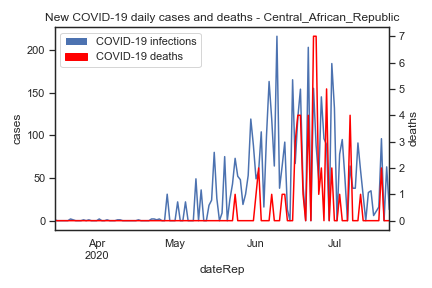 New COVID-19 daily cases and deaths - Central_African_Republic
COVID-19 infections
COVID-19 deaths
200
150
100
50
0
cases
7
6
5
4
3
2
1
0
deaths
Apr
2020
May
Jun
Jul
dateRep